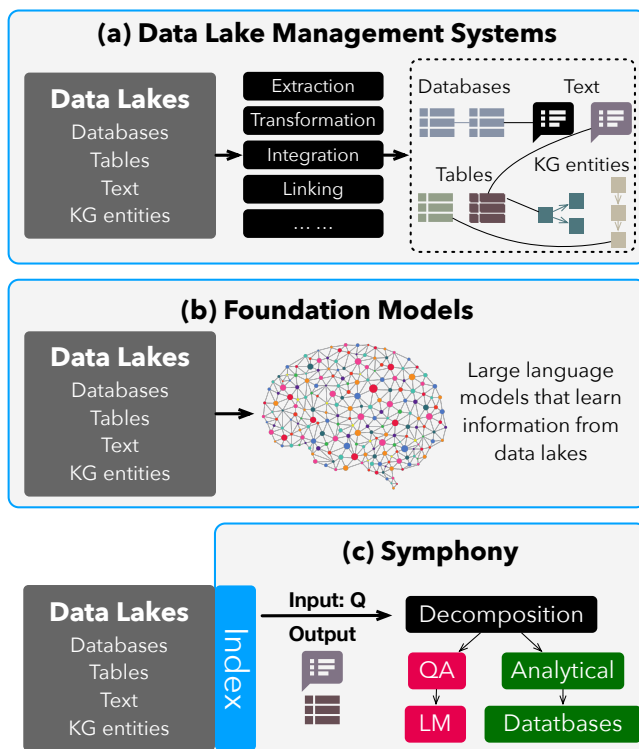 (a) Data Lake Management Systems
Data Lakes
Databases
Tables
Text
KG entities
Extraction
Transformation
Integration
Linking
... ...
Databases
Text
Tables
KG entities
(b) Foundation Models
Data Lakes
Databases
Tables
Text
KG entities
Large language
models that learn
information from
data lakes
(c) Symphony
Data Lakes
Databases
Tables
Text
KG entities
Index
Input: Q
Output
Decomposition
QA
Analytical
LM
Datatbases